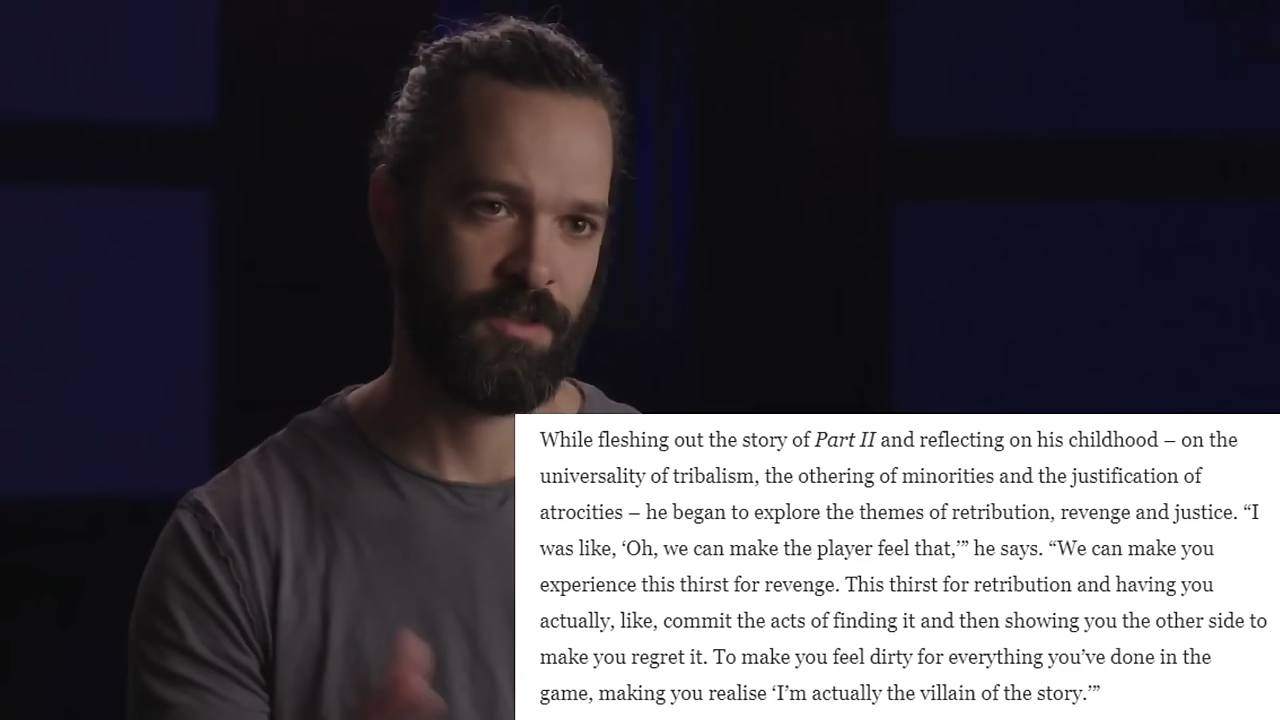 While fleshing out the story of Part II and reflecting on his childhood – on the
universality of tribalism, the othering of minorities and the justification of
atrocities – he began to explore the themes of retribution, revenge and justice. “I
was like, ‘Oh, we can make the player feel that,’” he says. “We can make you
experience this thirst for revenge. This thirst for retribution and having you
actually, like, commit the acts of finding it and then showing you the other side to
make you regret it. To make you feel dirty for everything you’ve done in the
game, making you realise ‘I’m actually the villain of the story.’”